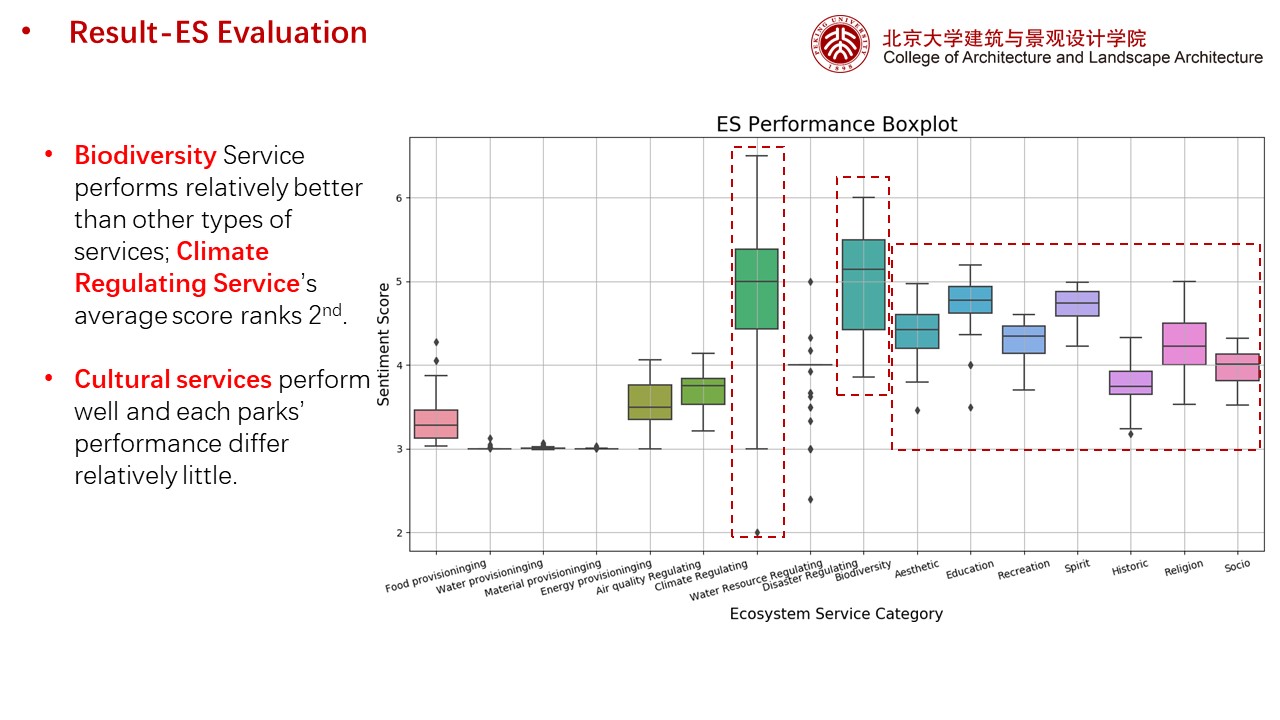 • Result-ES Evaluation
PEKING UNIVERSITY
1898
北京大学建筑与景观设计学院
College of Architecture and Landscape Architecture
• Biodiversity Service
performs relatively better
than other types of
services; Climate
Regulating Service's
average score ranks 2nd.
• Cultural services perform
well and each parks'
performance differ
relatively little.
ES Performance Boxplot
Sentiment Score
6
5
4
3
2
Food provisioninging
Water provisioninging
Material provisioninging
Energy provisioninging
Air quality Regulating
Climate Regulating
Water Resource Regulating
Disaster Regulating
Biodiversity
Aesthetic
Education
Recreation
Spirit
Historic
Religion
Socio
Ecosystem Service Category